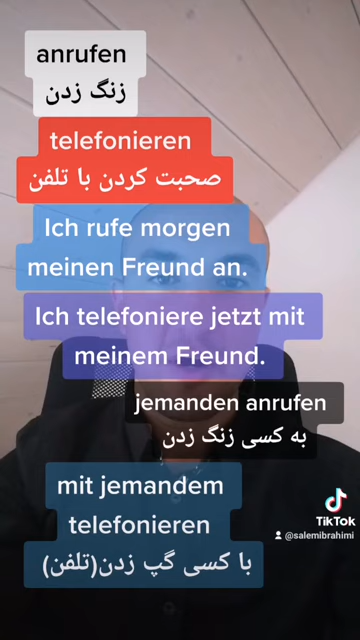 anrufen
زنگ زدن
telefonieren
صحبت کردن با تلفن
Ich rufe morgen
meinen Freund an.
Ich telefoniere jetzt mit
meinem Freund.
jemanden anrufen
به کسی زنگ زدن
mit jemandem
telefonieren
با کسی گپ زدن(تلفن)
TikTok
@salemibrahimi